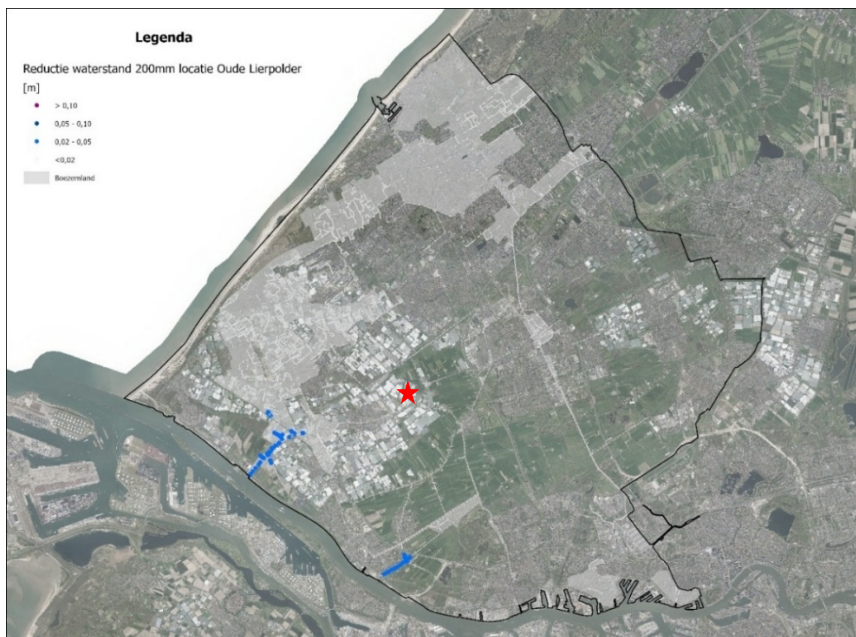 Legenda
Reductie waterstand 200mm locatie Oude Lierpolder
[m]
> 0,10
0,05 - 0,10
0,02 - 0,05
<0,02
Boezemland